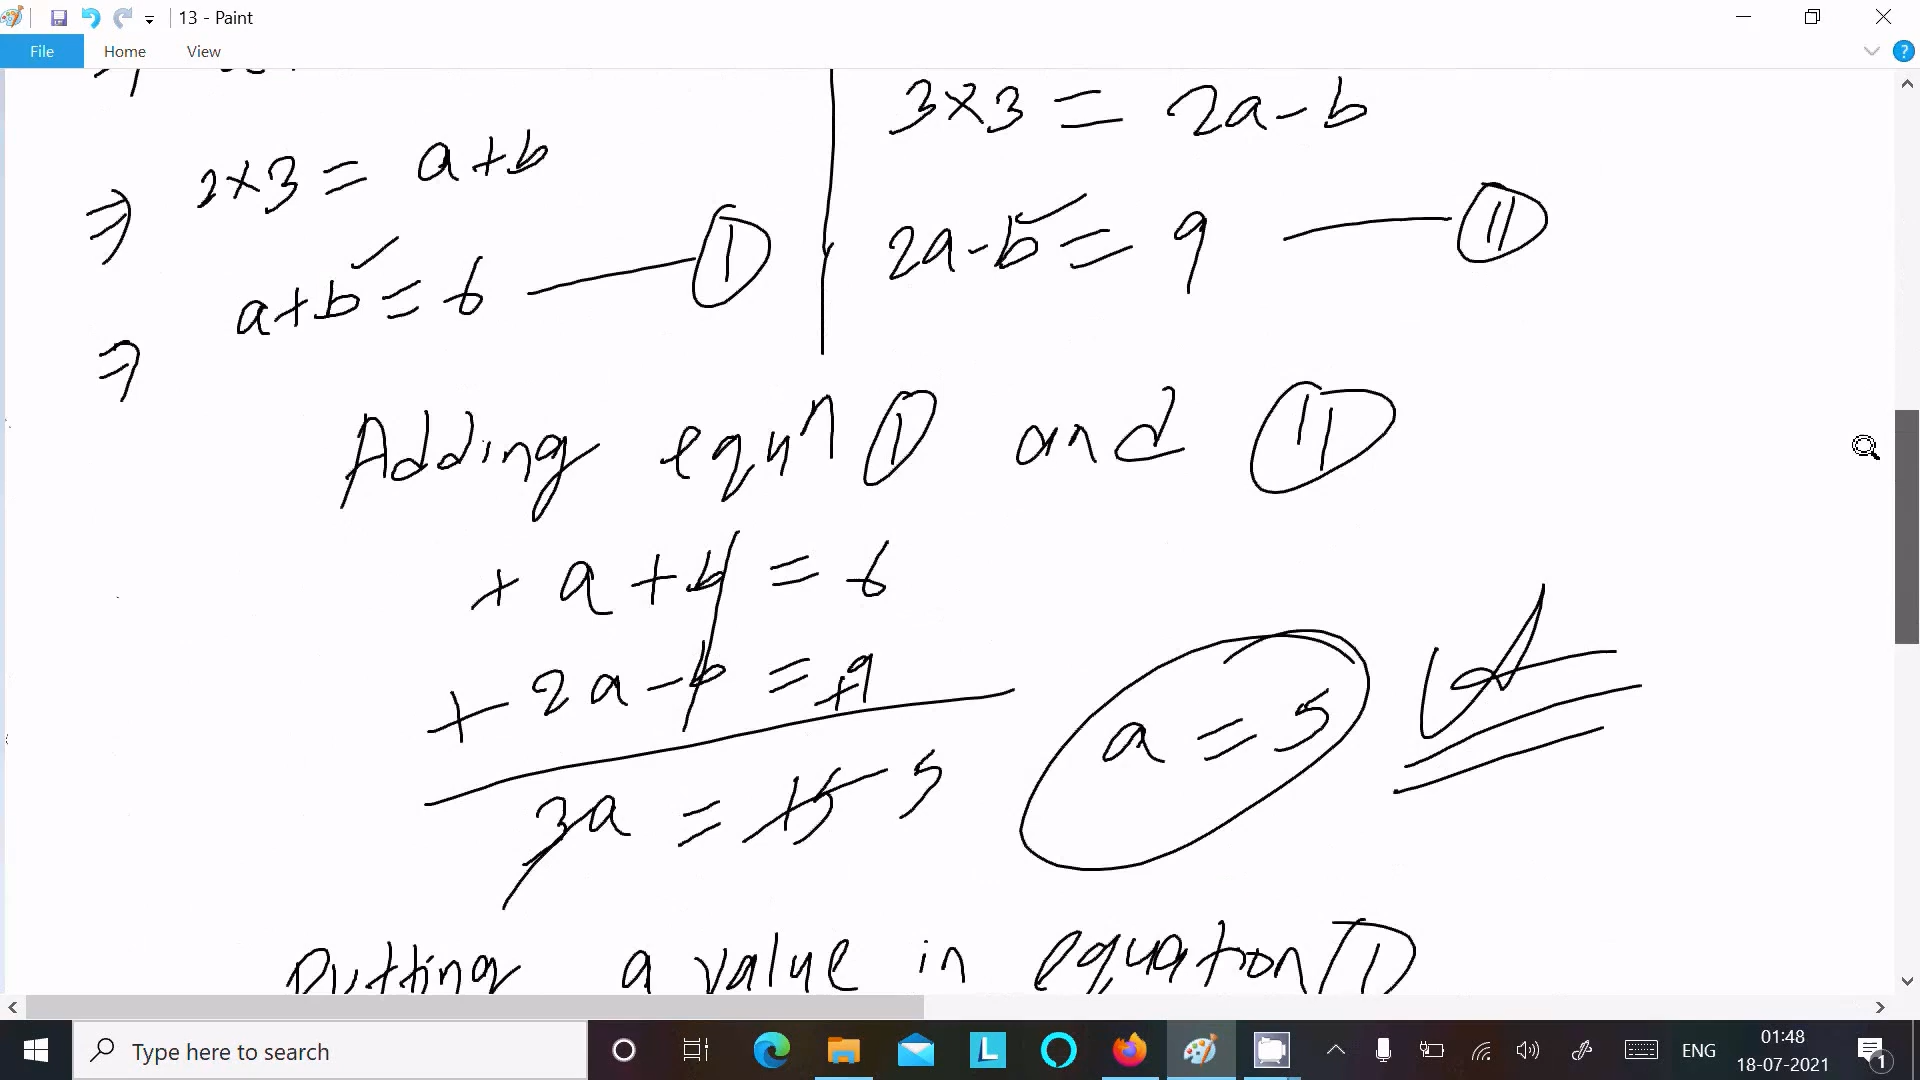 13 - Paint
File Home View
3×3 = 2a-b
⇒ 2×3 = a+b
2a-b = 9 — II
a+b = 6 — I
⇒
Adding equn I and II
+ a+b = 6
+ 2a-b = +9
3a = 15 5
a = 5
Putting a value in equation I
Type here to search
ENG
01:48
18-07-2021
1